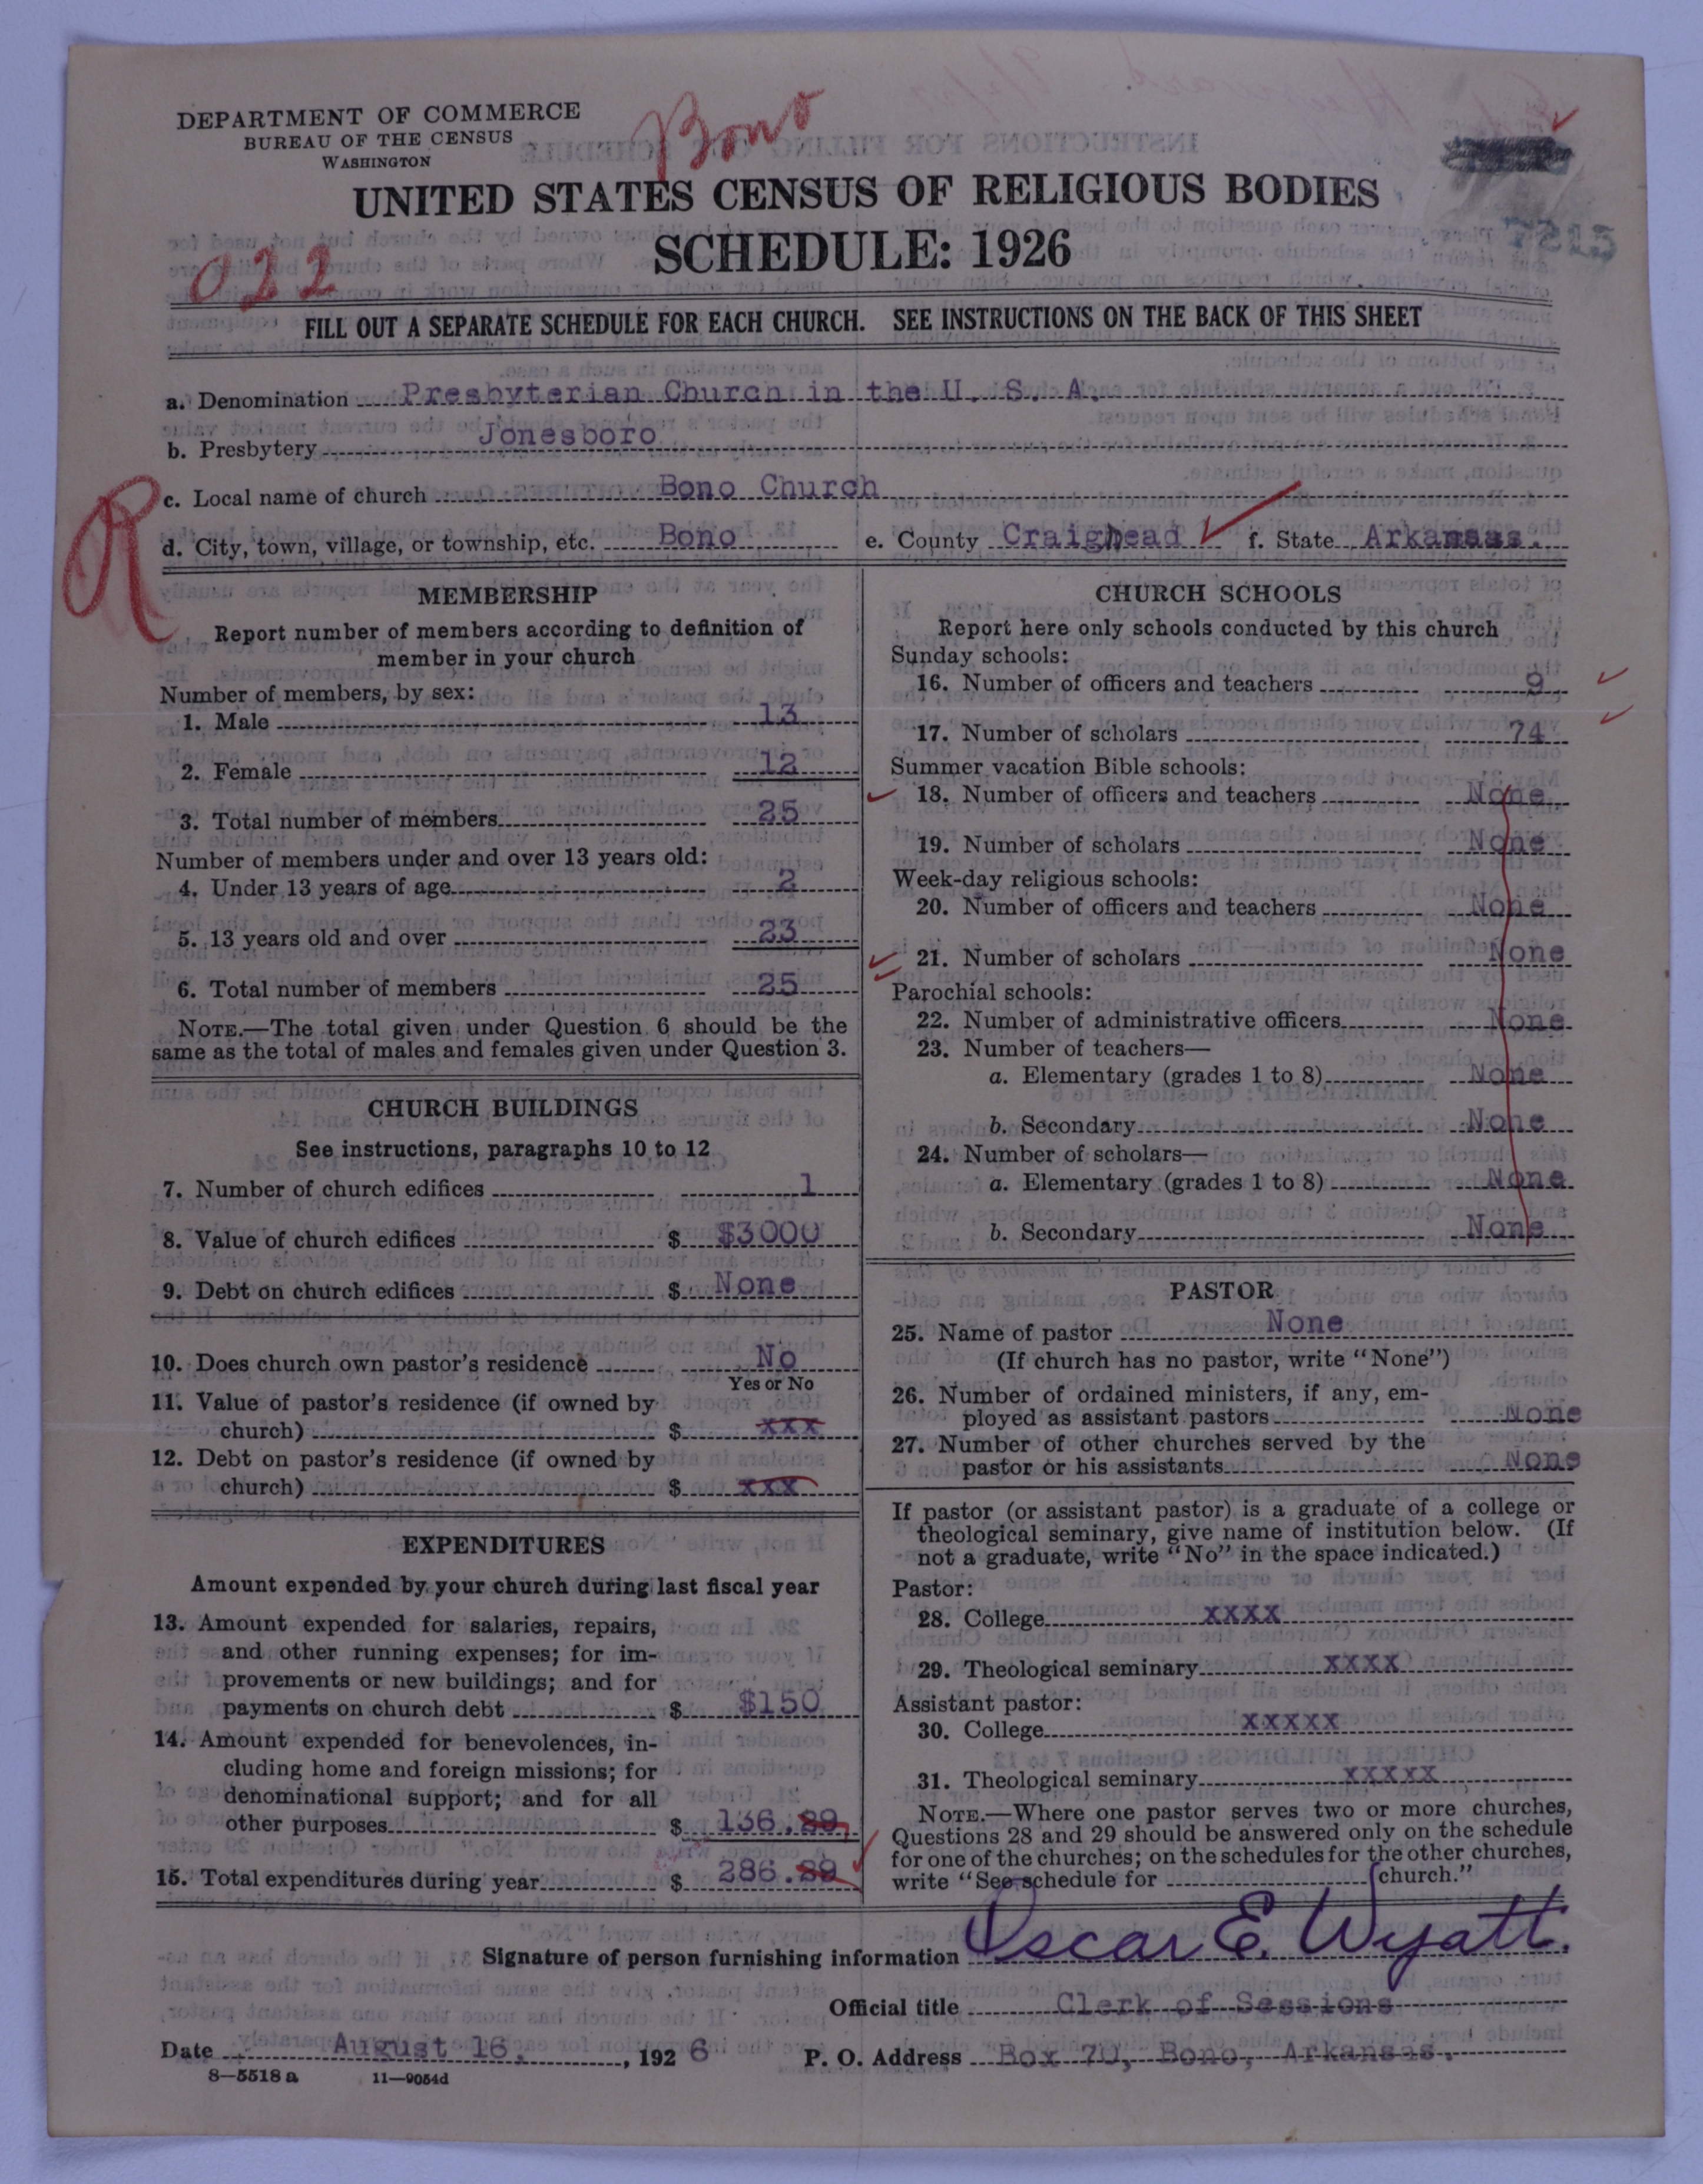 Bono
DEPARTMENT OF COMMERCE
BUREAU OF THE CENSUS
WASHINGTON
UNITED STATES CENSUS OF RELIGIOUS BODIES
SCHEDULE: 1926
022
FILL OUT A SEPARATE SCHEDULE FOR EACH CHURCH. SEE INSTRUCTIONS ON THE BACK OF THIS SHEET
a. Denomination Presbyterian Church in the U. S. A.
b. Presbytery Jonesboro
R
c. Local name of church Bono Church
d. City, town, village, or township, etc. Bono e. County Craighead f. State Arkansas.
MEMBERSHIP
Report number of members according to definition of
member in your church
Number of members, by sex:
1. Male 13
2. Female 12
3. Total number of members 25
Number of members under and over 13 years old:
4. Under 13 years of age 2
5. 13 years old and over 23
6. Total number of members 25
NOTE.—The total given under Question 6 should be the
same as the total of males and females given under Question 3.
CHURCH BUILDINGS
See instructions, paragraphs 10 to 12
7. Number of church edifices 1
8. Value of church edifices $ $3000
9. Debt on church edifices $ None
10. Does church own pastor's residence No
Yes or No
11. Value of pastor's residence (if owned by
church) $ xxx
12. Debt on pastor's residence (if owned by
church) $ xxx
EXPENDITURES
Amount expended by your church during last fiscal year
13. Amount expended for salaries, repairs,
and other running expenses; for im-
provements or new buildings; and for
payments on church debt $ $150
14. Amount expended for benevolences, in-
cluding home and foreign missions; for
denominational support; and for all
other purposes $ 136.89
15. Total expenditures during year $ 286.89
CHURCH SCHOOLS
Report here only schools conducted by this church
Sunday schools:
16. Number of officers and teachers 9
17. Number of scholars 74
Summer vacation Bible schools:
18. Number of officers and teachers None
19. Number of scholars None
Week-day religious schools:
20. Number of officers and teachers None
21. Number of scholars None
Parochial schools:
22. Number of administrative officers None
23. Number of teachers—
a. Elementary (grades 1 to 8) None
b. Secondary None
24. Number of scholars—
a. Elementary (grades 1 to 8) None
b. Secondary None
PASTOR
25. Name of pastor None
(If church has no pastor, write "None")
26. Number of ordained ministers, if any, em-
ployed as assistant pastors None
27. Number of other churches served by the
pastor or his assistants None
If pastor (or assistant pastor) is a graduate of a college or
theological seminary, give name of institution below. (If
not a graduate, write "No" in the space indicated.)
Pastor:
28. College xxxx
29. Theological seminary xxxx
Assistant pastor:
30. College xxxxx
31. Theological seminary xxxxx
NOTE.—Where one pastor serves two or more churches,
Questions 28 and 29 should be answered only on the schedule
for one of the churches; on the schedules for the other churches,
write "See schedule for church."
Signature of person furnishing information Oscar E. Wyatt.
Official title Clerk of Sessions
Date August 16, , 1926 P. O. Address Box 70, Bono, Arkansas.
8—5518 a 11—9054d